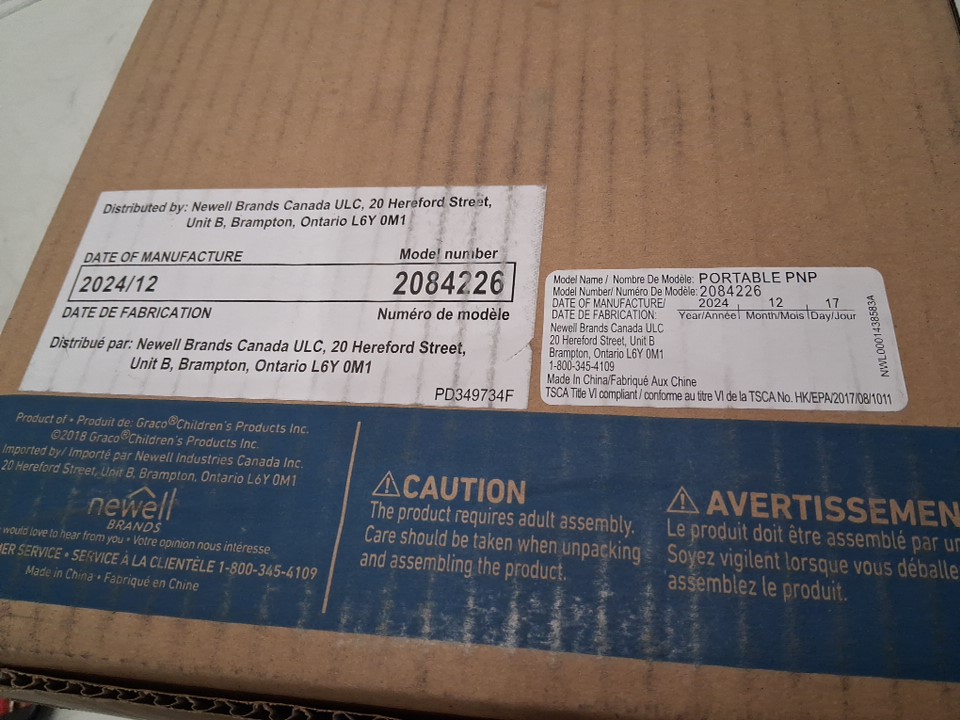 Distributed by: Newell Brands Canada ULC, 20 Hereford Street,
Unit B, Brampton, Ontario L6Y 0M1
DATE OF MANUFACTURE Model number
2024/12 2084226
DATE DE FABRICATION Numéro de modèle
Distribué par: Newell Brands Canada ULC, 20 Hereford Street,
Unit B, Brampton, Ontario L6Y 0M1
PD349734F
Model Name / Nombre De Modèle: PORTABLE PNP
Model Number/ Numéro De Modèle: 2084226
DATE OF MANUFACTURE/ 2024 12 17
DATE DE FABRICATION: Year/Année Month/Mois Day/Jour
Newell Brands Canada ULC
20 Hereford Street, Unit B
Brampton, Ontario L6Y 0M1
1-800-345-4109
Made In China/Fabriqué Aux Chine
TSCA Title VI compliant / conforme au titre VI de la TSCA No. HK/EPA/2017/08/1011
NWL0001438583A
Product of • Produit de: Graco®Children's Products Inc.
©2018 Graco®Children's Products Inc.
Imported by/ Importé par Newell Industries Canada Inc.
20 Hereford Street, Unit B, Brampton, Ontario L6Y 0M1
newell
BRANDS
would love to hear from you • Votre opinion nous intéresse
MER SERVICE • SERVICE À LA CLIENTÈLE 1-800-345-4109
Made in China • Fabriqué en Chine
⚠CAUTION
The product requires adult assembly.
Care should be taken when unpacking
and assembling the product.
⚠ AVERTISSEMEN
Le produit doit être assemblé par un
Soyez vigilent lorsque vous déballe
assemblez le produit.